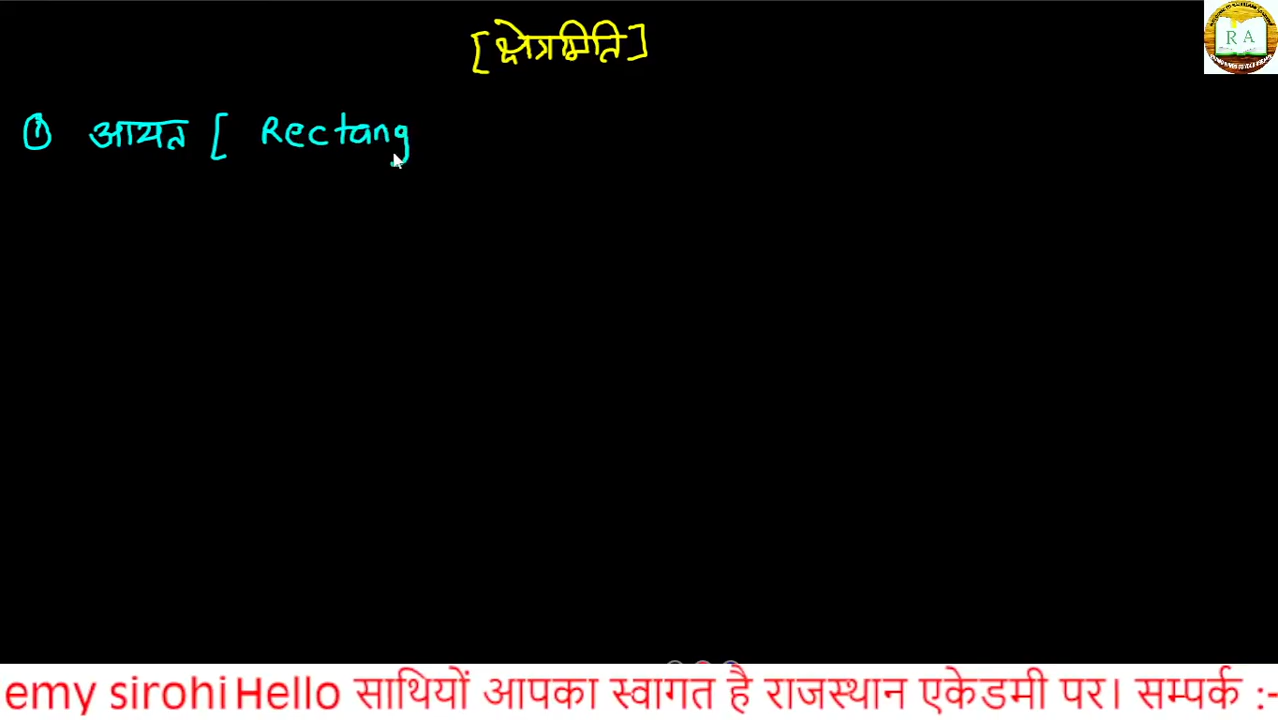 [क्षेत्रमिति]
① आयत [ Rectang
R A
emy sirohi Hello साथियों आपका स्वागत है राजस्थान एकेडमी पर। सम्पर्क :-